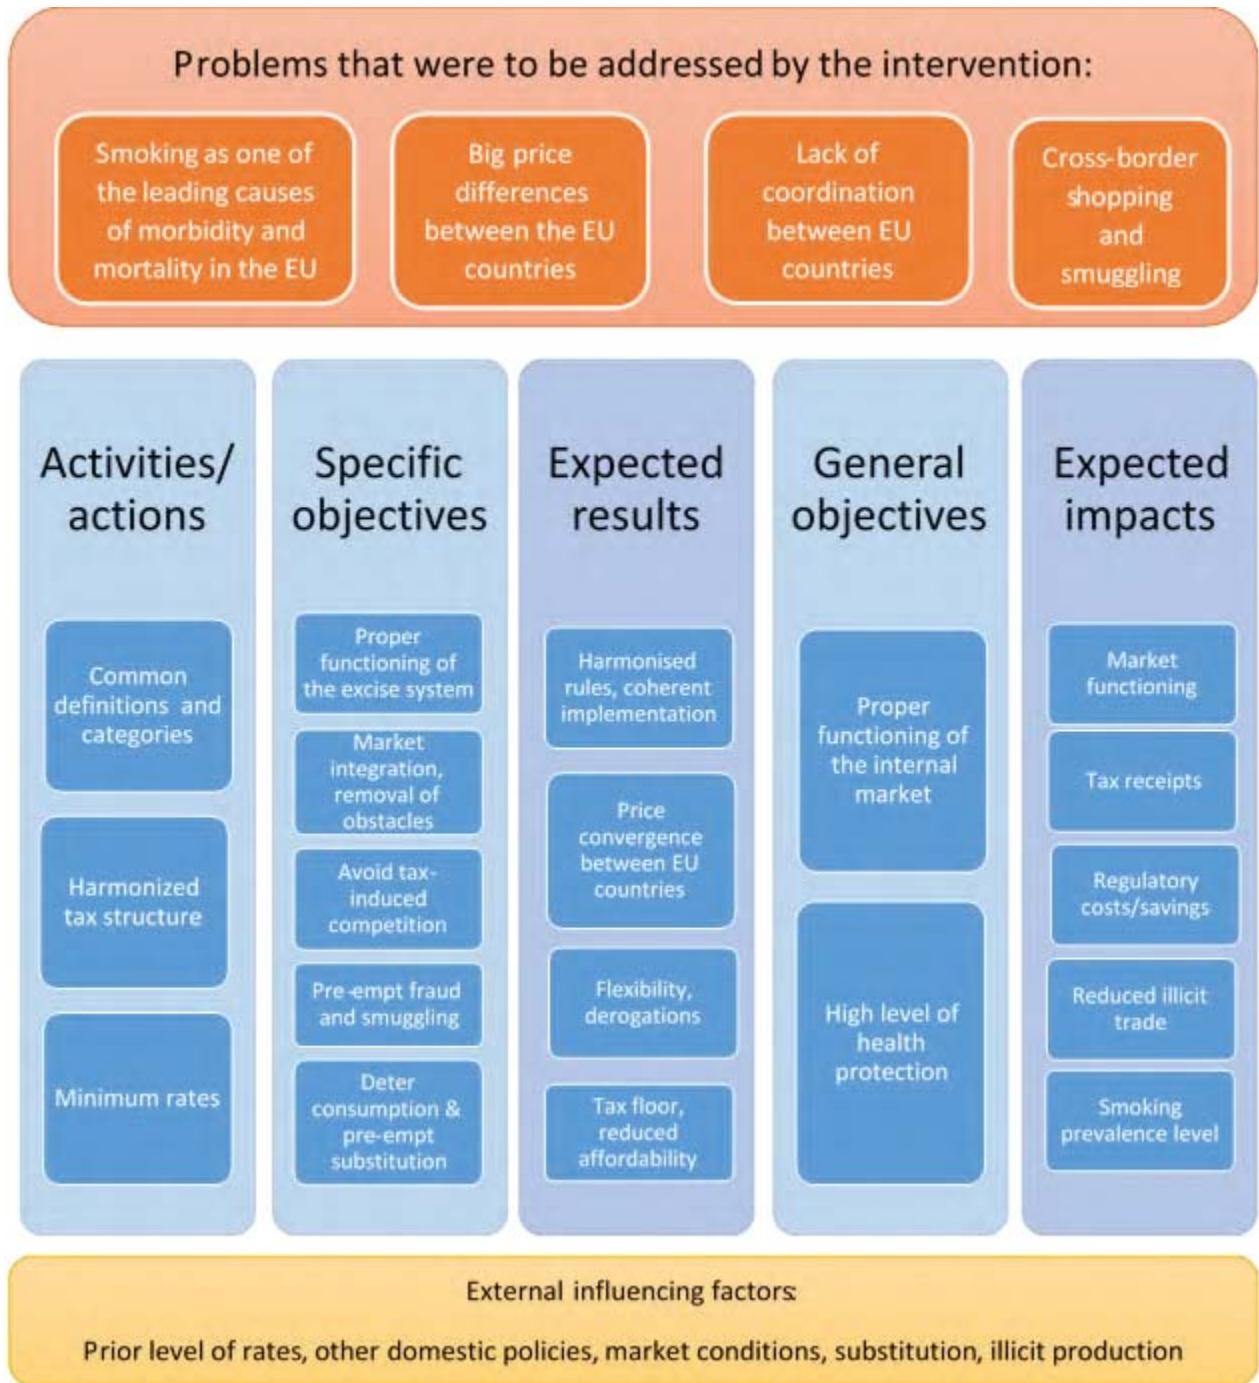 Problems that were to be addressed by the intervention:
Smoking as one of
the leading causes
of morbidity and
mortality in the EU
Big price
differences
between the EU
countries
Lack of
coordination
between EU
countries
Cross-border
shopping
and
smuggling
Activities/
actions
Common
definitions and
categories
Harmonized
tax structure
Minimum rates
Specific
objectives
Proper
functioning of
the excise system
Market
integration,
removal of
obstacles
Avoid tax-
induced
competition
Pre-empt fraud
and smuggling
Deter
consumption &
pre-empt
substitution
Expected
results
Harmonised
rules, coherent
implementation
Price
convergence
between EU
countries
Flexibility,
derogations
Tax floor,
reduced
affordability
General
objectives
Proper
functioning of
the internal
market
High level of
health
protection
Expected
impacts
Market
functioning
Tax receipts
Regulatory
costs/savings
Reduced illicit
trade
Smoking
prevalence level
External influencing factors:
Prior level of rates, other domestic policies, market conditions, substitution, illicit production